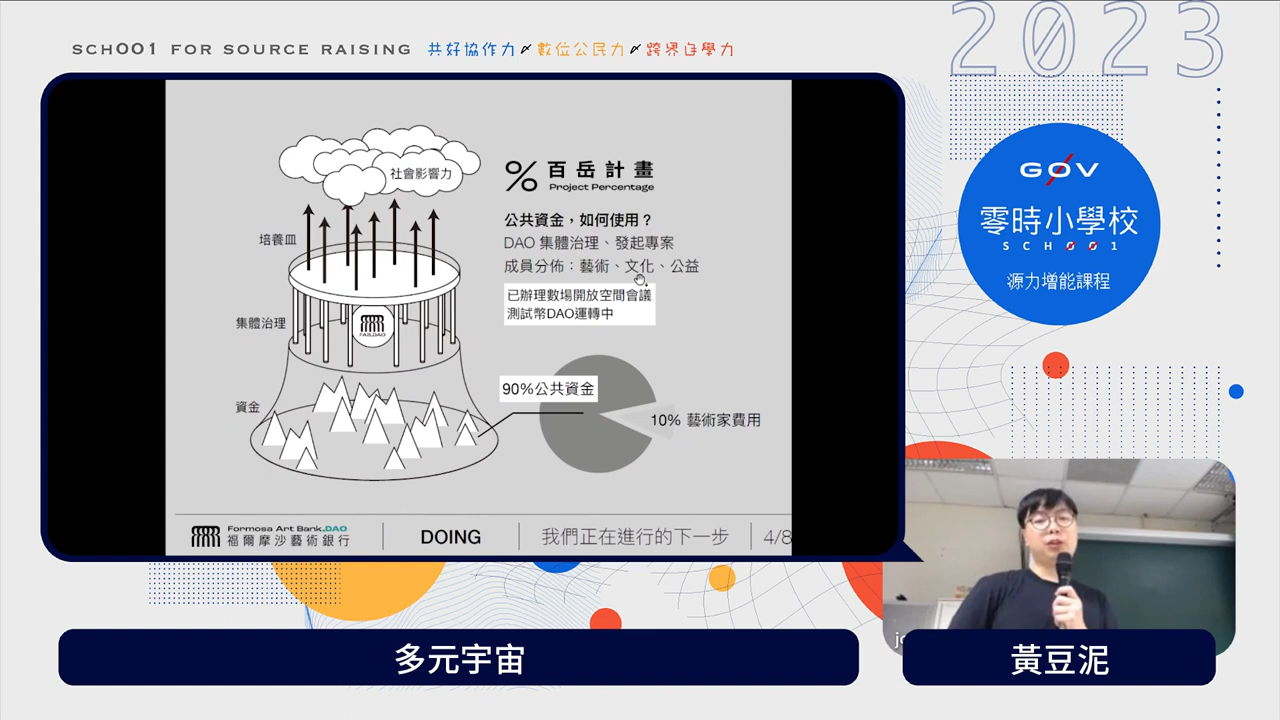 SCH001 FOR SOURCE RAISING 共好協作力 數位公民力 跨界自學力
2023
G0V
零時小學校
SCH001
源力增能課程
社會影響力
培養皿
集體治理
FAB.DAO
資金
% 百岳計畫
Project Percentage
公共資金，如何使用？
DAO 集體治理、發起專案
成員分佈：藝術、文化、公益
已辦理數場開放空間會議
測試幣DAO運轉中
90%公共資金
10% 藝術家費用
Formosa Art Bank.DAO
福爾摩沙藝術銀行
DOING
我們正在進行的下一步
4/8
多元宇宙
黃豆泥